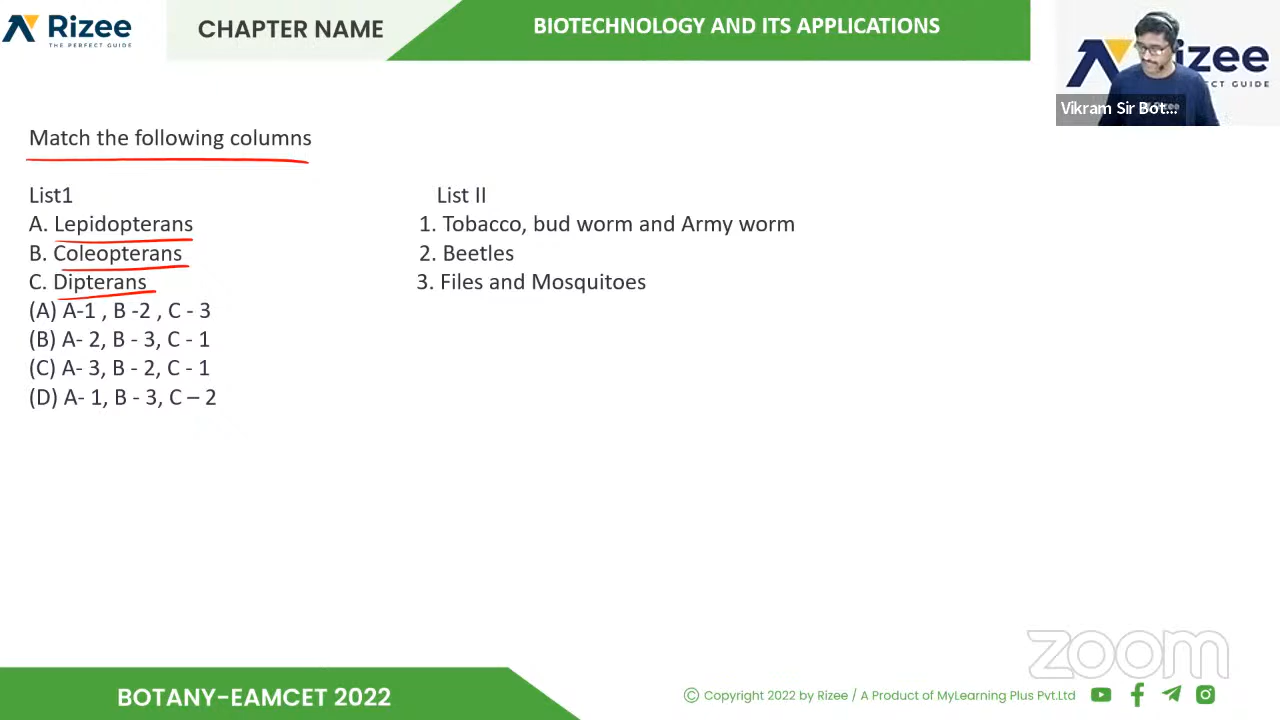 Rizee
THE PERFECT GUIDE
CHAPTER NAME
BIOTECHNOLOGY AND ITS APPLICATIONS
Rizee
Vikram Sir Bot...
Match the following columns
List1 List II
A. Lepidopterans 1. Tobacco, bud worm and Army worm
B. Coleopterans 2. Beetles
C. Dipterans 3. Files and Mosquitoes
(A) A-1 , B -2 , C - 3
(B) A- 2, B - 3, C - 1
(C) A- 3, B - 2, C - 1
(D) A- 1, B - 3, C – 2
zoom
BOTANY-EAMCET 2022
© Copyright 2022 by Rizee / A Product of MyLearning Plus Pvt.Ltd